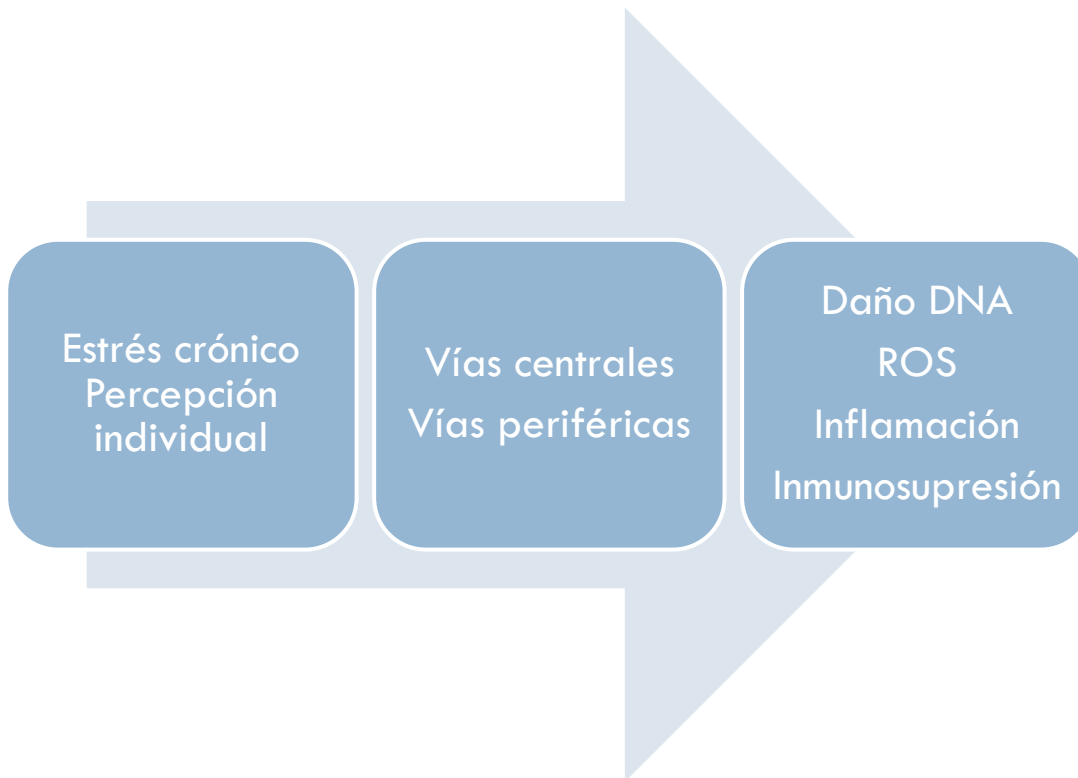 Estrés crónico
Percepción
individual
Vías centrales
Vías periféricas
Daño DNA
ROS
Inflamación
Inmunosupresión